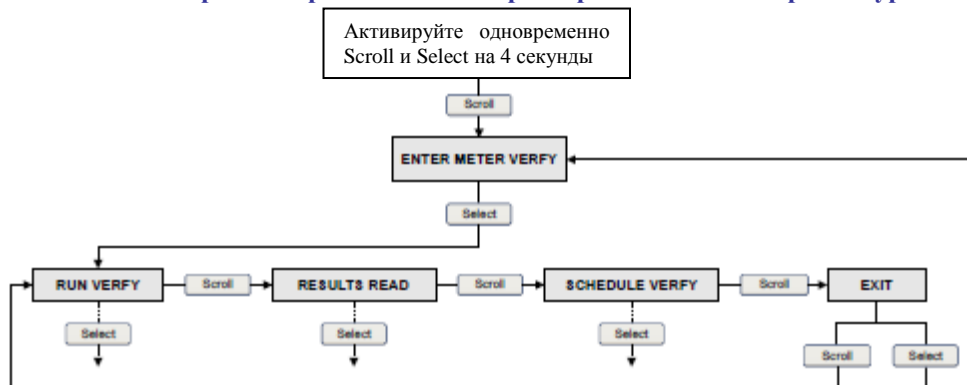 Активируйте одновременно
Scroll и Select на 4 секунды
Scroll
ENTER METER VERFY
Select
RUN VERFY Scroll RESULTS READ Scroll SCHEDULE VERFY Scroll EXIT
Select Select Select Scroll Select